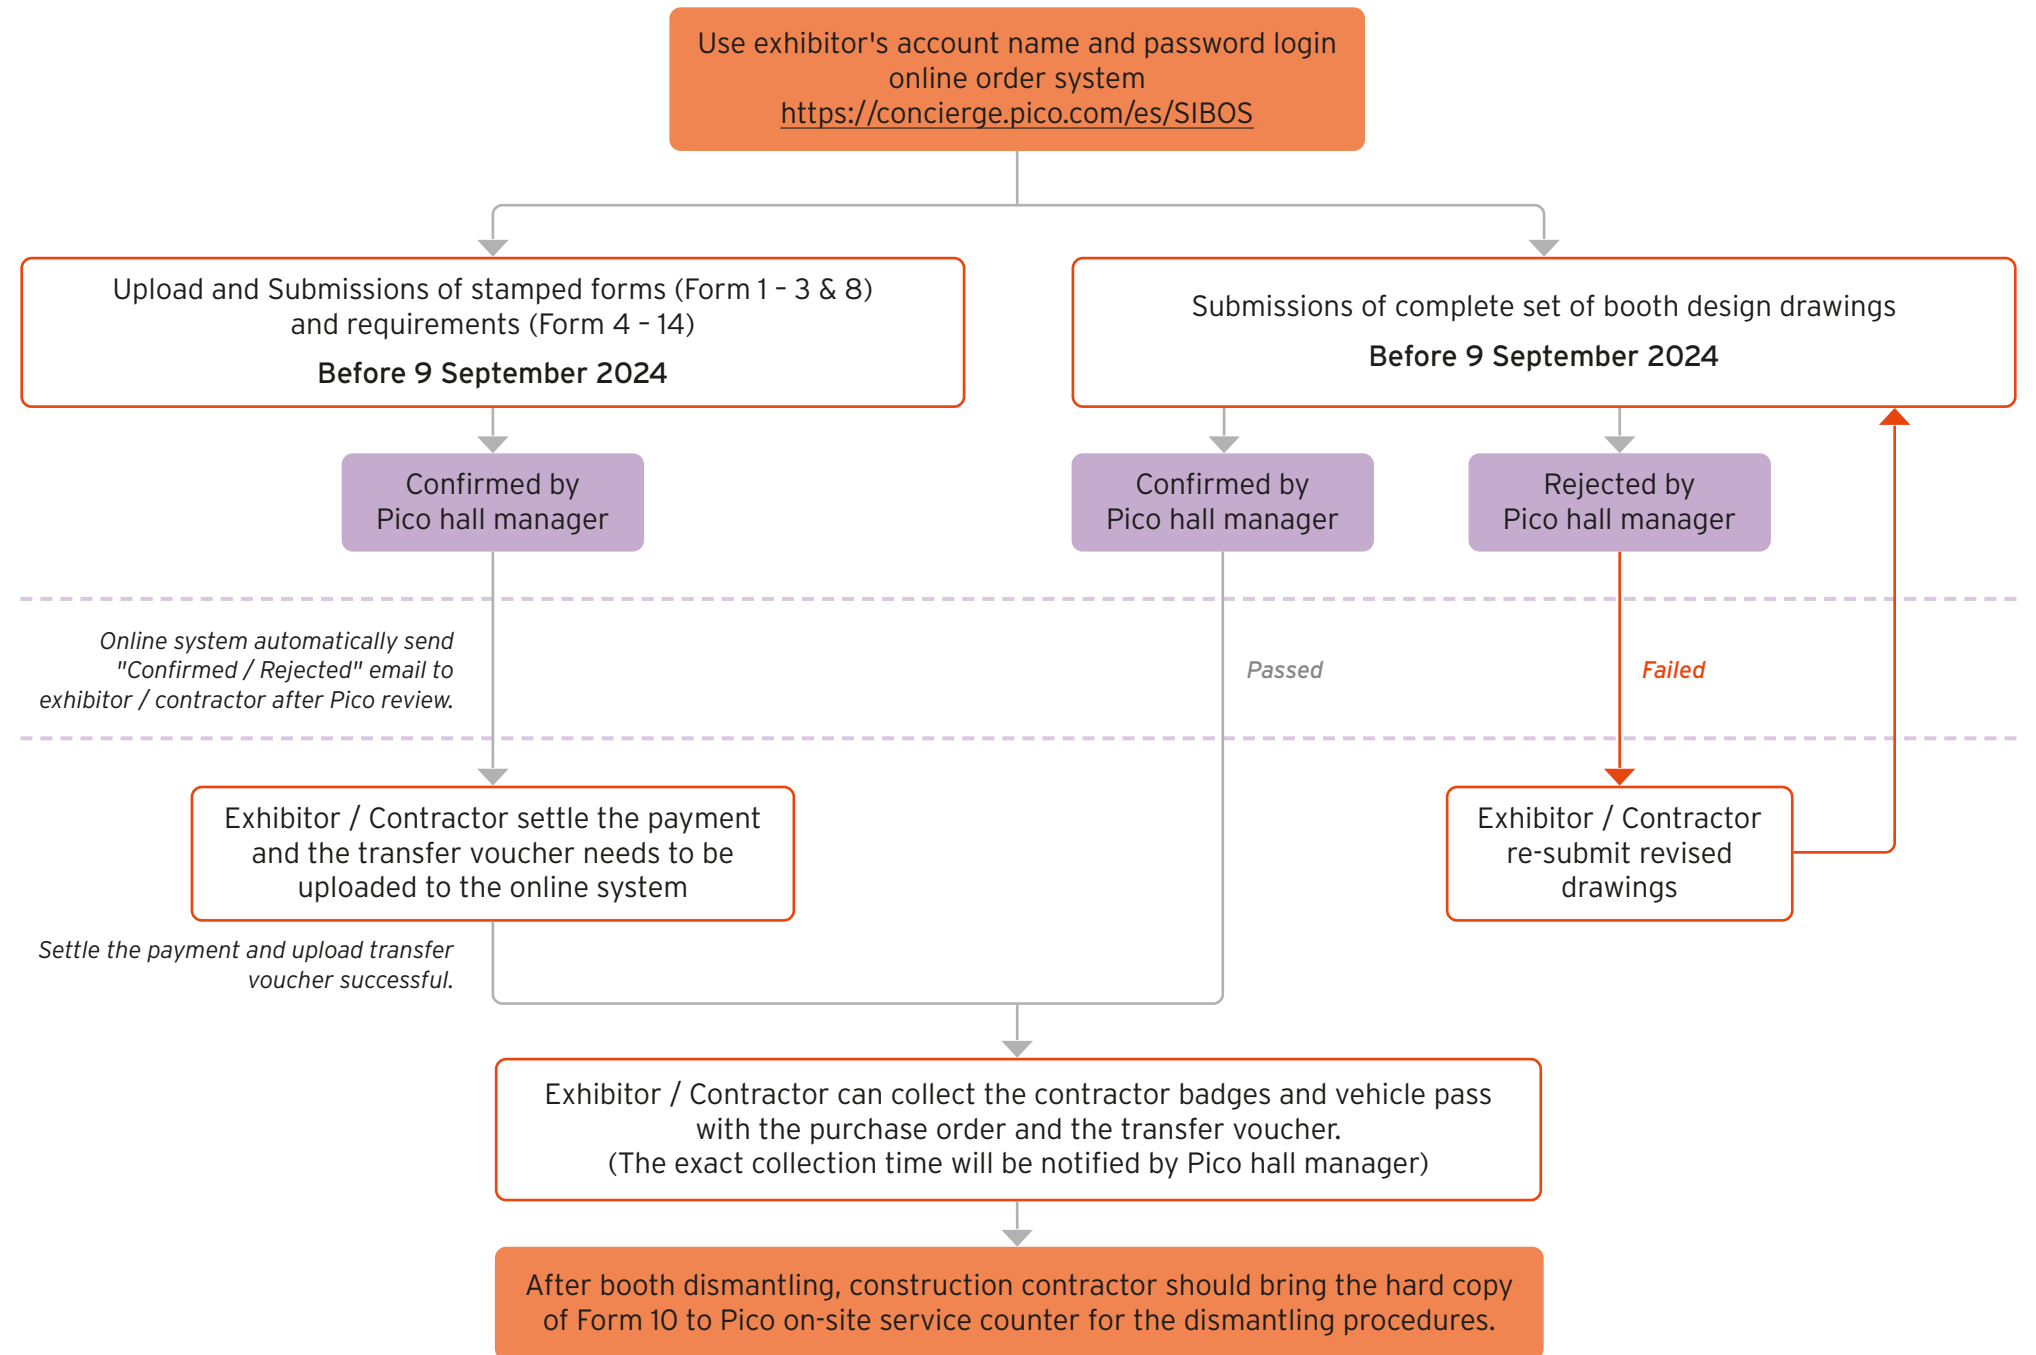 Use exhibitor's account name and password login
online order system
https://concierge.pico.com/es/SIBOS
Upload and Submissions of stamped forms (Form 1 – 3 & 8)
and requirements (Form 4 – 14)
Before 9 September 2024
Submissions of complete set of booth design drawings
Before 9 September 2024
Confirmed by
Pico hall manager
Confirmed by
Pico hall manager
Rejected by
Pico hall manager
Online system automatically send
"Confirmed / Rejected" email to
exhibitor / contractor after Pico review.
Passed
Failed
Exhibitor / Contractor settle the payment
and the transfer voucher needs to be
uploaded to the online system
Exhibitor / Contractor
re-submit revised
drawings
Settle the payment and upload transfer
voucher successful.
Exhibitor / Contractor can collect the contractor badges and vehicle pass
with the purchase order and the transfer voucher.
(The exact collection time will be notified by Pico hall manager)
After booth dismantling, construction contractor should bring the hard copy
of Form 10 to Pico on-site service counter for the dismantling procedures.